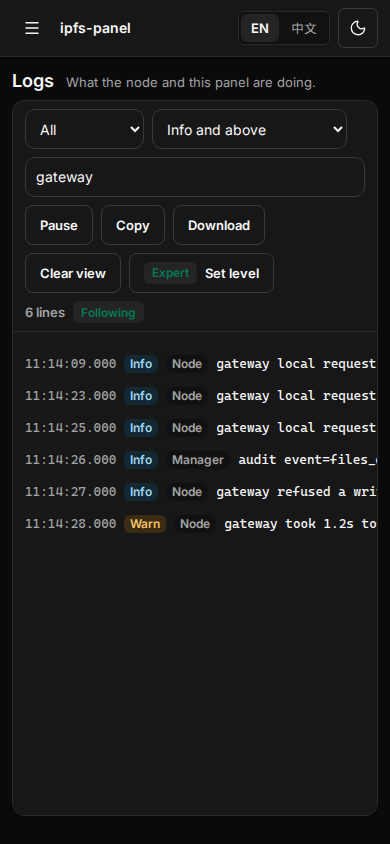 ipfs-panel EN 中文
Logs What the node and this panel are doing.
All Info and above
gateway
Pause Copy Download
Clear view Expert Set level
6 lines Following
11:14:09.000 Info Node gateway local request
11:14:23.000 Info Node gateway local request
11:14:25.000 Info Node gateway local request
11:14:26.000 Info Manager audit event=files_
11:14:27.000 Info Node gateway refused a wri
11:14:28.000 Warn Node gateway took 1.2s to